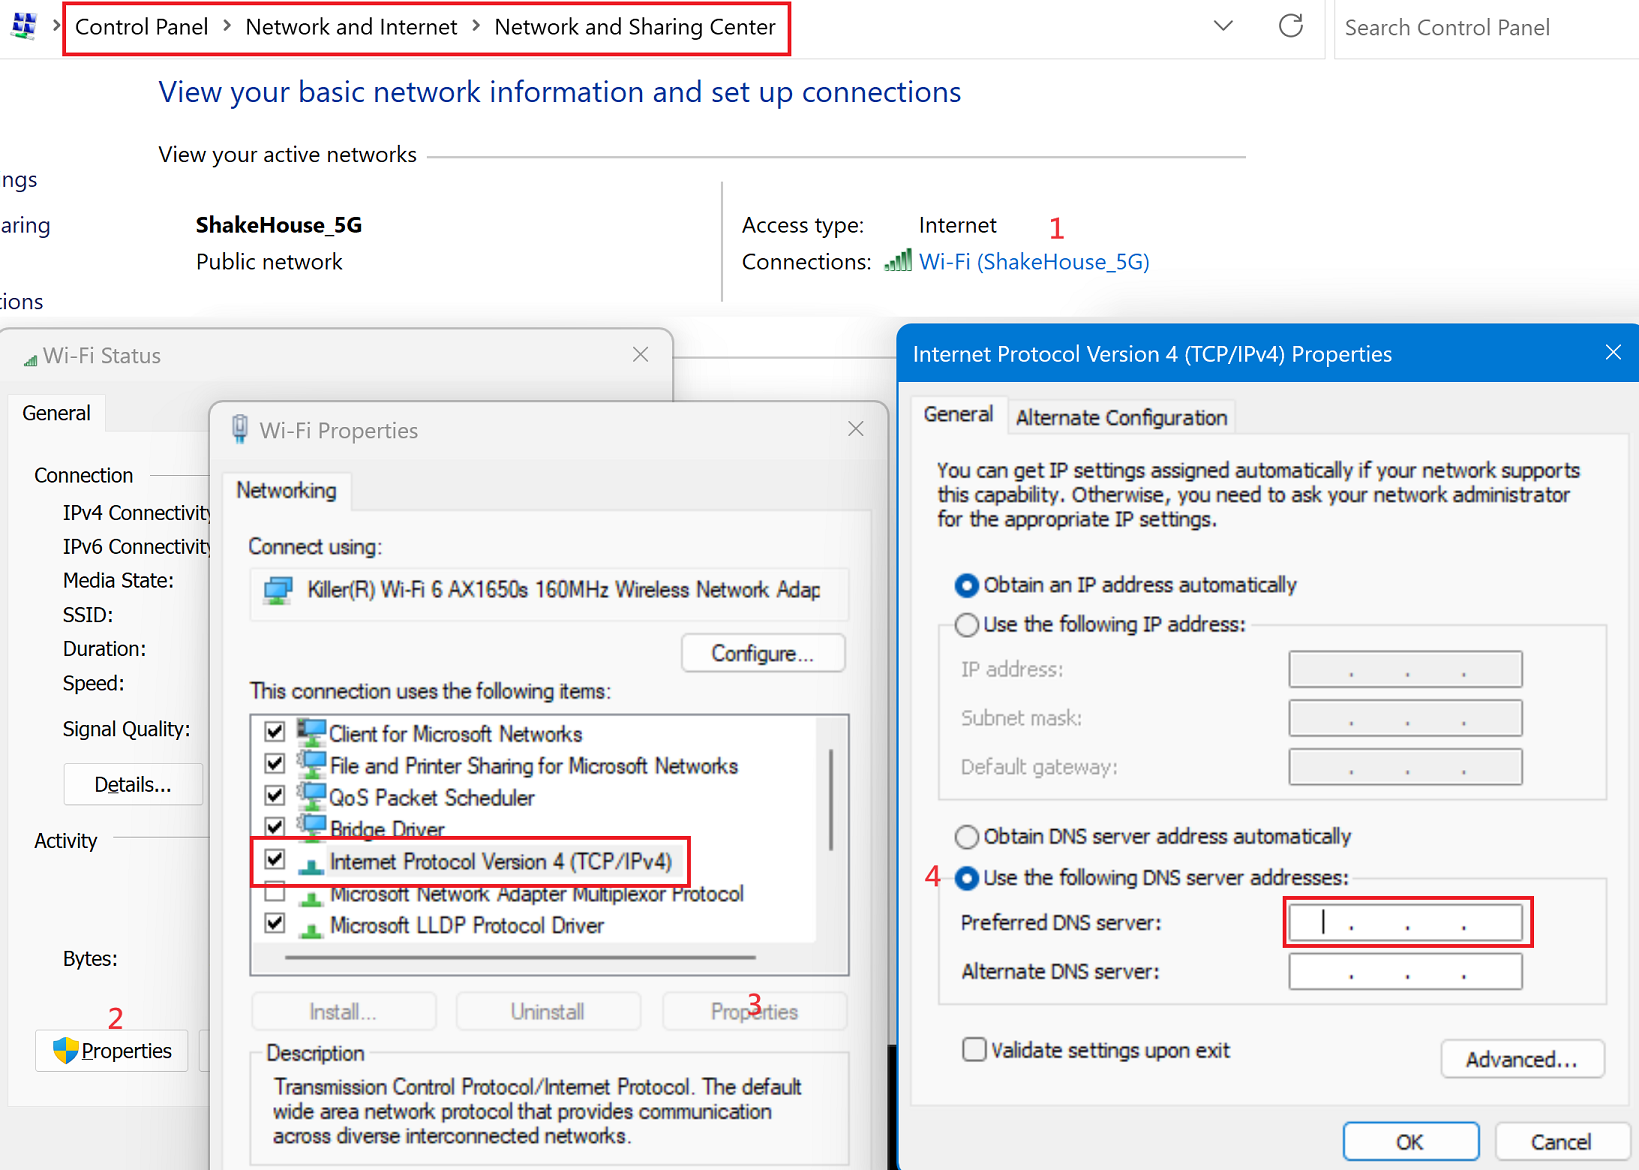 Control Panel > Network and Internet > Network and Sharing Center
Search Control Panel
View your basic network information and set up connections
View your active networks
ngs
aring
tions
ShakeHouse_5G
Public network
Access type: Internet 1
Connections: Wi-Fi (ShakeHouse_5G)
Wi-Fi Status
General
Connection
IPv4 Connectivity
IPv6 Connectivity
Media State:
SSID:
Duration:
Speed:
Signal Quality:
Details...
Activity
Bytes:
2
Properties
Wi-Fi Properties
Networking
Connect using:
Killer(R) Wi-Fi 6 AX1650s 160MHz Wireless Network Adap
Configure...
This connection uses the following items:
Client for Microsoft Networks
File and Printer Sharing for Microsoft Networks
QoS Packet Scheduler
Bridge Driver
Internet Protocol Version 4 (TCP/IPv4)
Microsoft Network Adapter Multiplexor Protocol
Microsoft LLDP Protocol Driver
3
Install... Uninstall Properties
Description
Transmission Control Protocol/Internet Protocol. The default
wide area network protocol that provides communication
across diverse interconnected networks.
Internet Protocol Version 4 (TCP/IPv4) Properties
General Alternate Configuration
You can get IP settings assigned automatically if your network supports
this capability. Otherwise, you need to ask your network administrator
for the appropriate IP settings.
Obtain an IP address automatically
Use the following IP address:
IP address: . . .
Subnet mask: . . .
Default gateway: . . .
Obtain DNS server address automatically
4 Use the following DNS server addresses:
Preferred DNS server: . . .
Alternate DNS server: . . .
Validate settings upon exit
Advanced...
OK Cancel